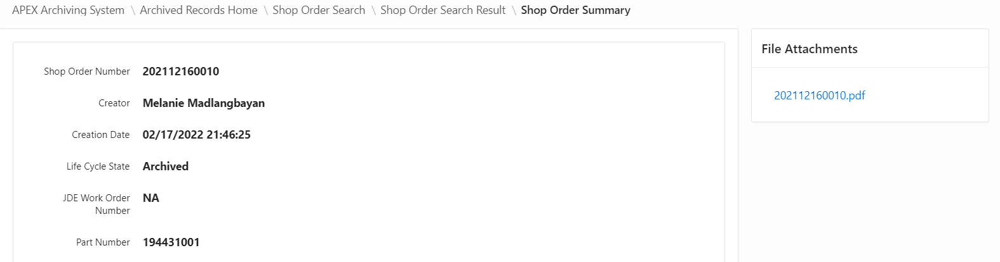 APEX Archiving System \ Archived Records Home \ Shop Order Search \ Shop Order Search Result \ Shop Order Summary
Shop Order Number 202112160010
Creator Melanie Madlangbayan
Creation Date 02/17/2022 21:46:25
Life Cycle State Archived
JDE Work Order NA
Number
Part Number 194431001
File Attachments
202112160010.pdf